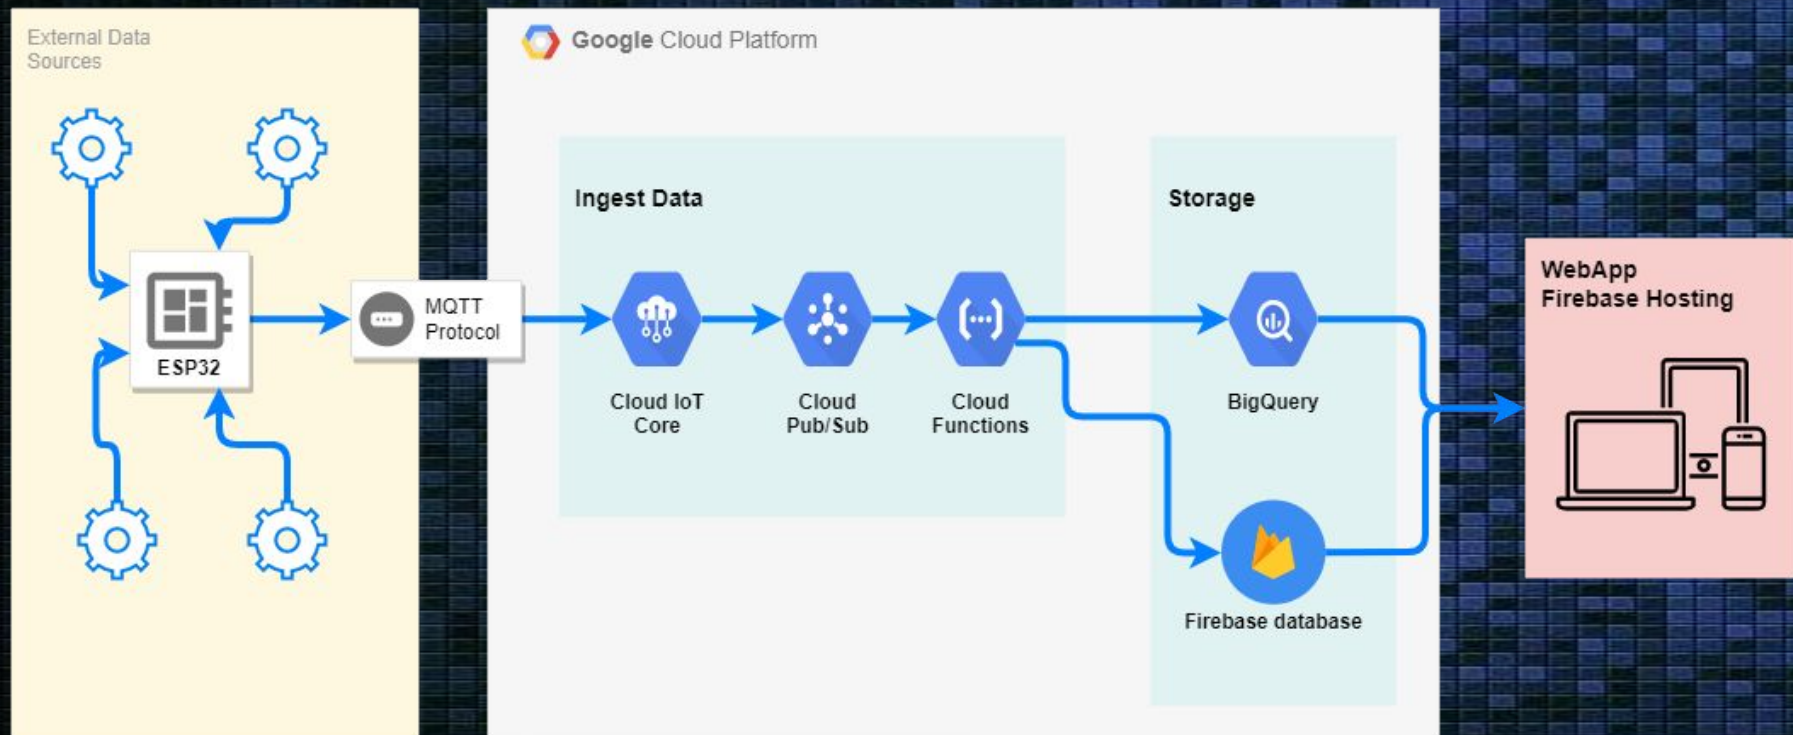 External Data
Sources
ESP32
MQTT
Protocol
Google Cloud Platform
Ingest Data
Cloud IoT
Core
Cloud
Pub/Sub
Cloud
Functions
Storage
BigQuery
Firebase database
WebApp
Firebase Hosting